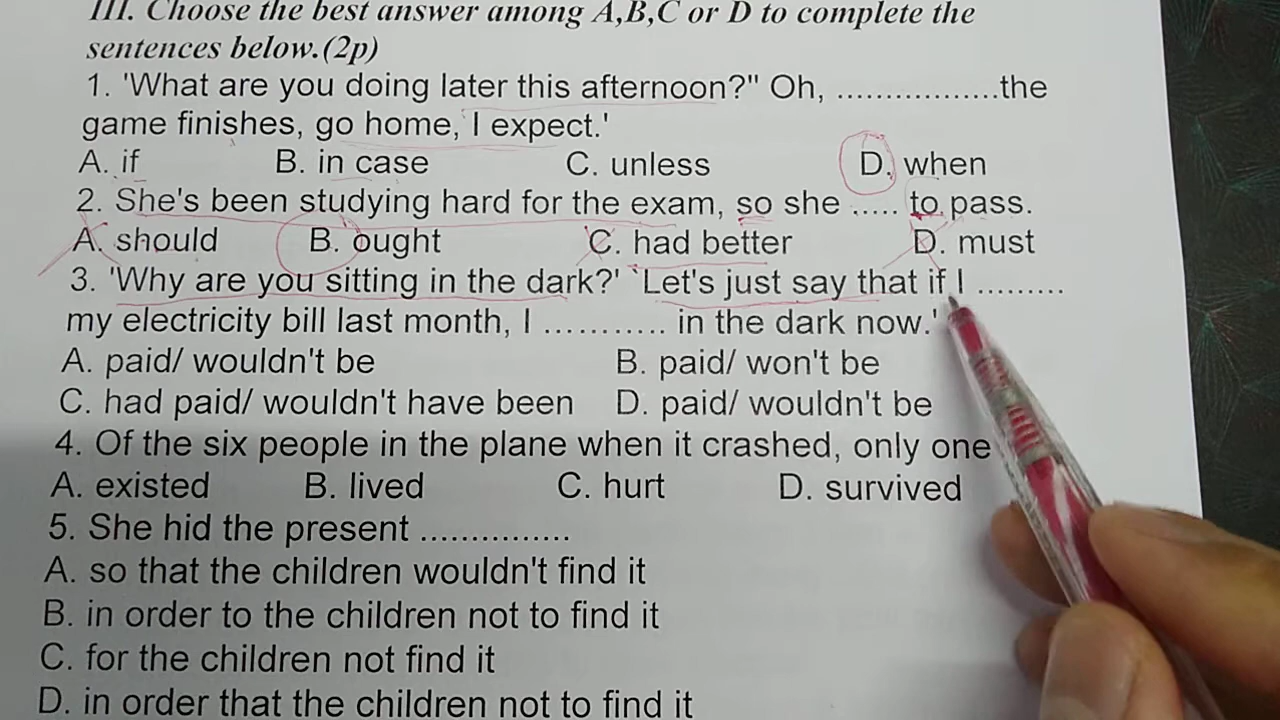 III. Choose the best answer among A,B,C or D to complete the
sentences below.(2p)
1. 'What are you doing later this afternoon?" Oh, .................the
game finishes, go home, I expect.'
A. if B. in case C. unless D. when
2. She's been studying hard for the exam, so she ..... to pass.
A. should B. ought C. had better D. must
3. 'Why are you sitting in the dark?' `Let's just say that if I .........
my electricity bill last month, I ........... in the dark now.'
A. paid/ wouldn't be B. paid/ won't be
C. had paid/ wouldn't have been D. paid/ wouldn't be
4. Of the six people in the plane when it crashed, only one
A. existed B. lived C. hurt D. survived
5. She hid the present ...............
A. so that the children wouldn't find it
B. in order to the children not to find it
C. for the children not find it
D. in order that the children not to find it